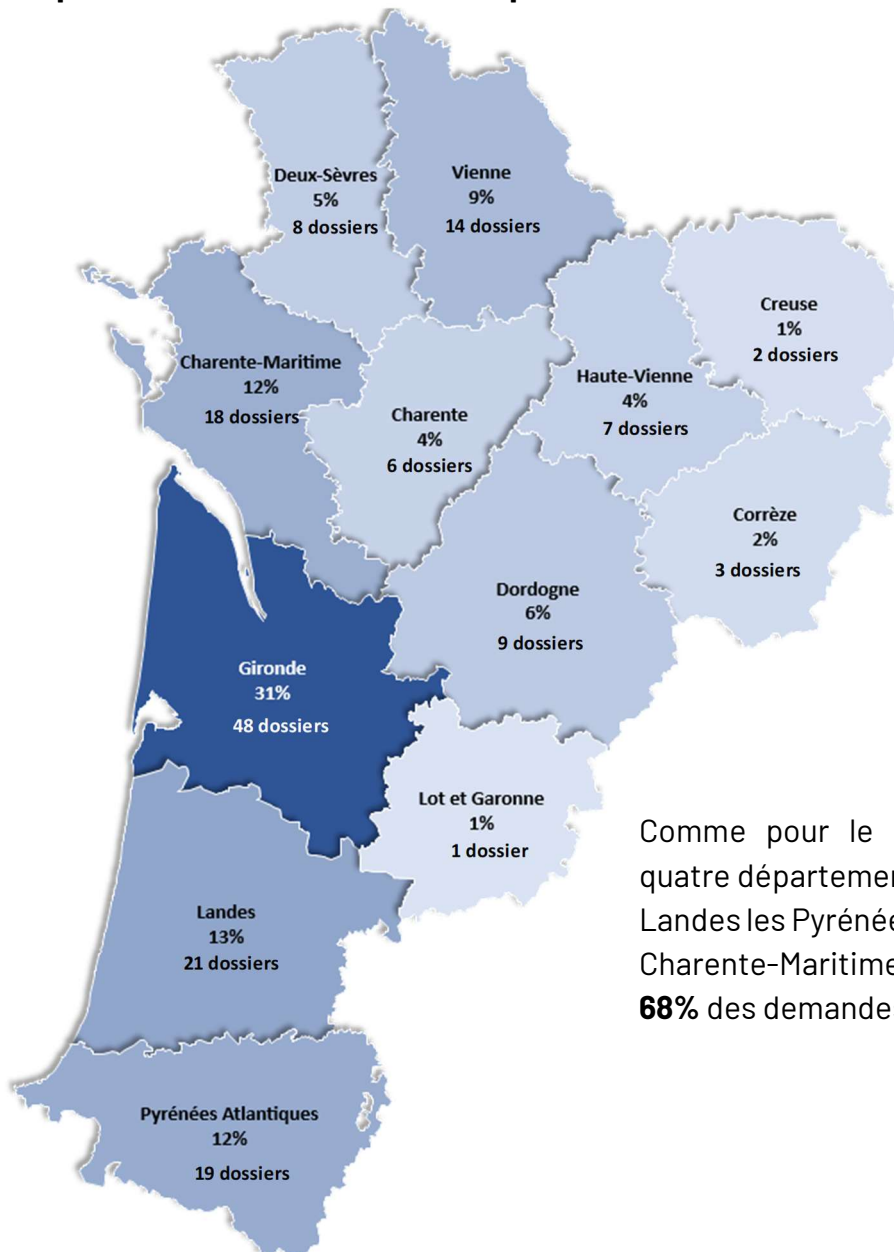 Deux-Sèvres
5%
8 dossiers
Vienne
9%
14 dossiers
Creuse
1%
2 dossiers
Charente-Maritime
12%
18 dossiers
Haute-Vienne
4%
7 dossiers
Charente
4%
6 dossiers
Corrèze
2%
3 dossiers
Dordogne
6%
9 dossiers
Gironde
31%
48 dossiers
Lot et Garonne
1%
1 dossier
Comme pour le
quatre départemen
Landes les Pyréné
Charente-Maritime
68% des demande
Landes
13%
21 dossiers
Pyrénées Atlantiques
12%
19 dossiers